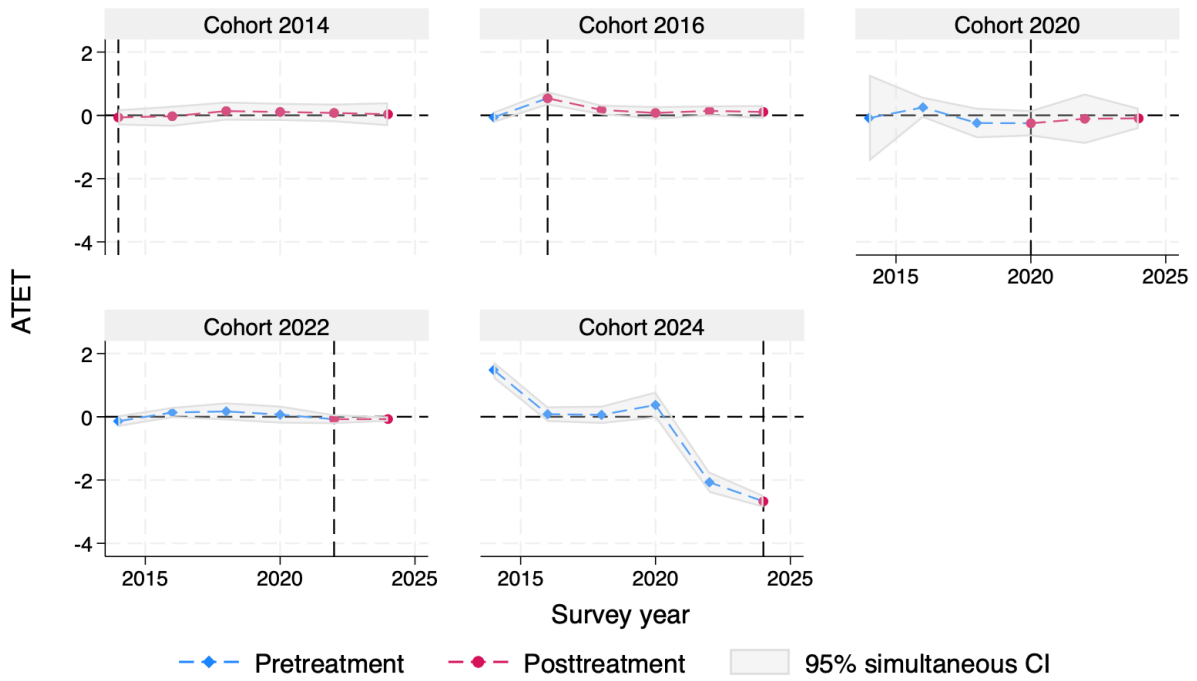 Cohort 2014
Cohort 2016
Cohort 2020
2
0
-2
-4
2015
2020
2025
ATET
Cohort 2022
Cohort 2024
2
0
-2
-4
2015
2020
2025
2015
2020
2025
Survey year
Pretreatment
Posttreatment
95% simultaneous CI